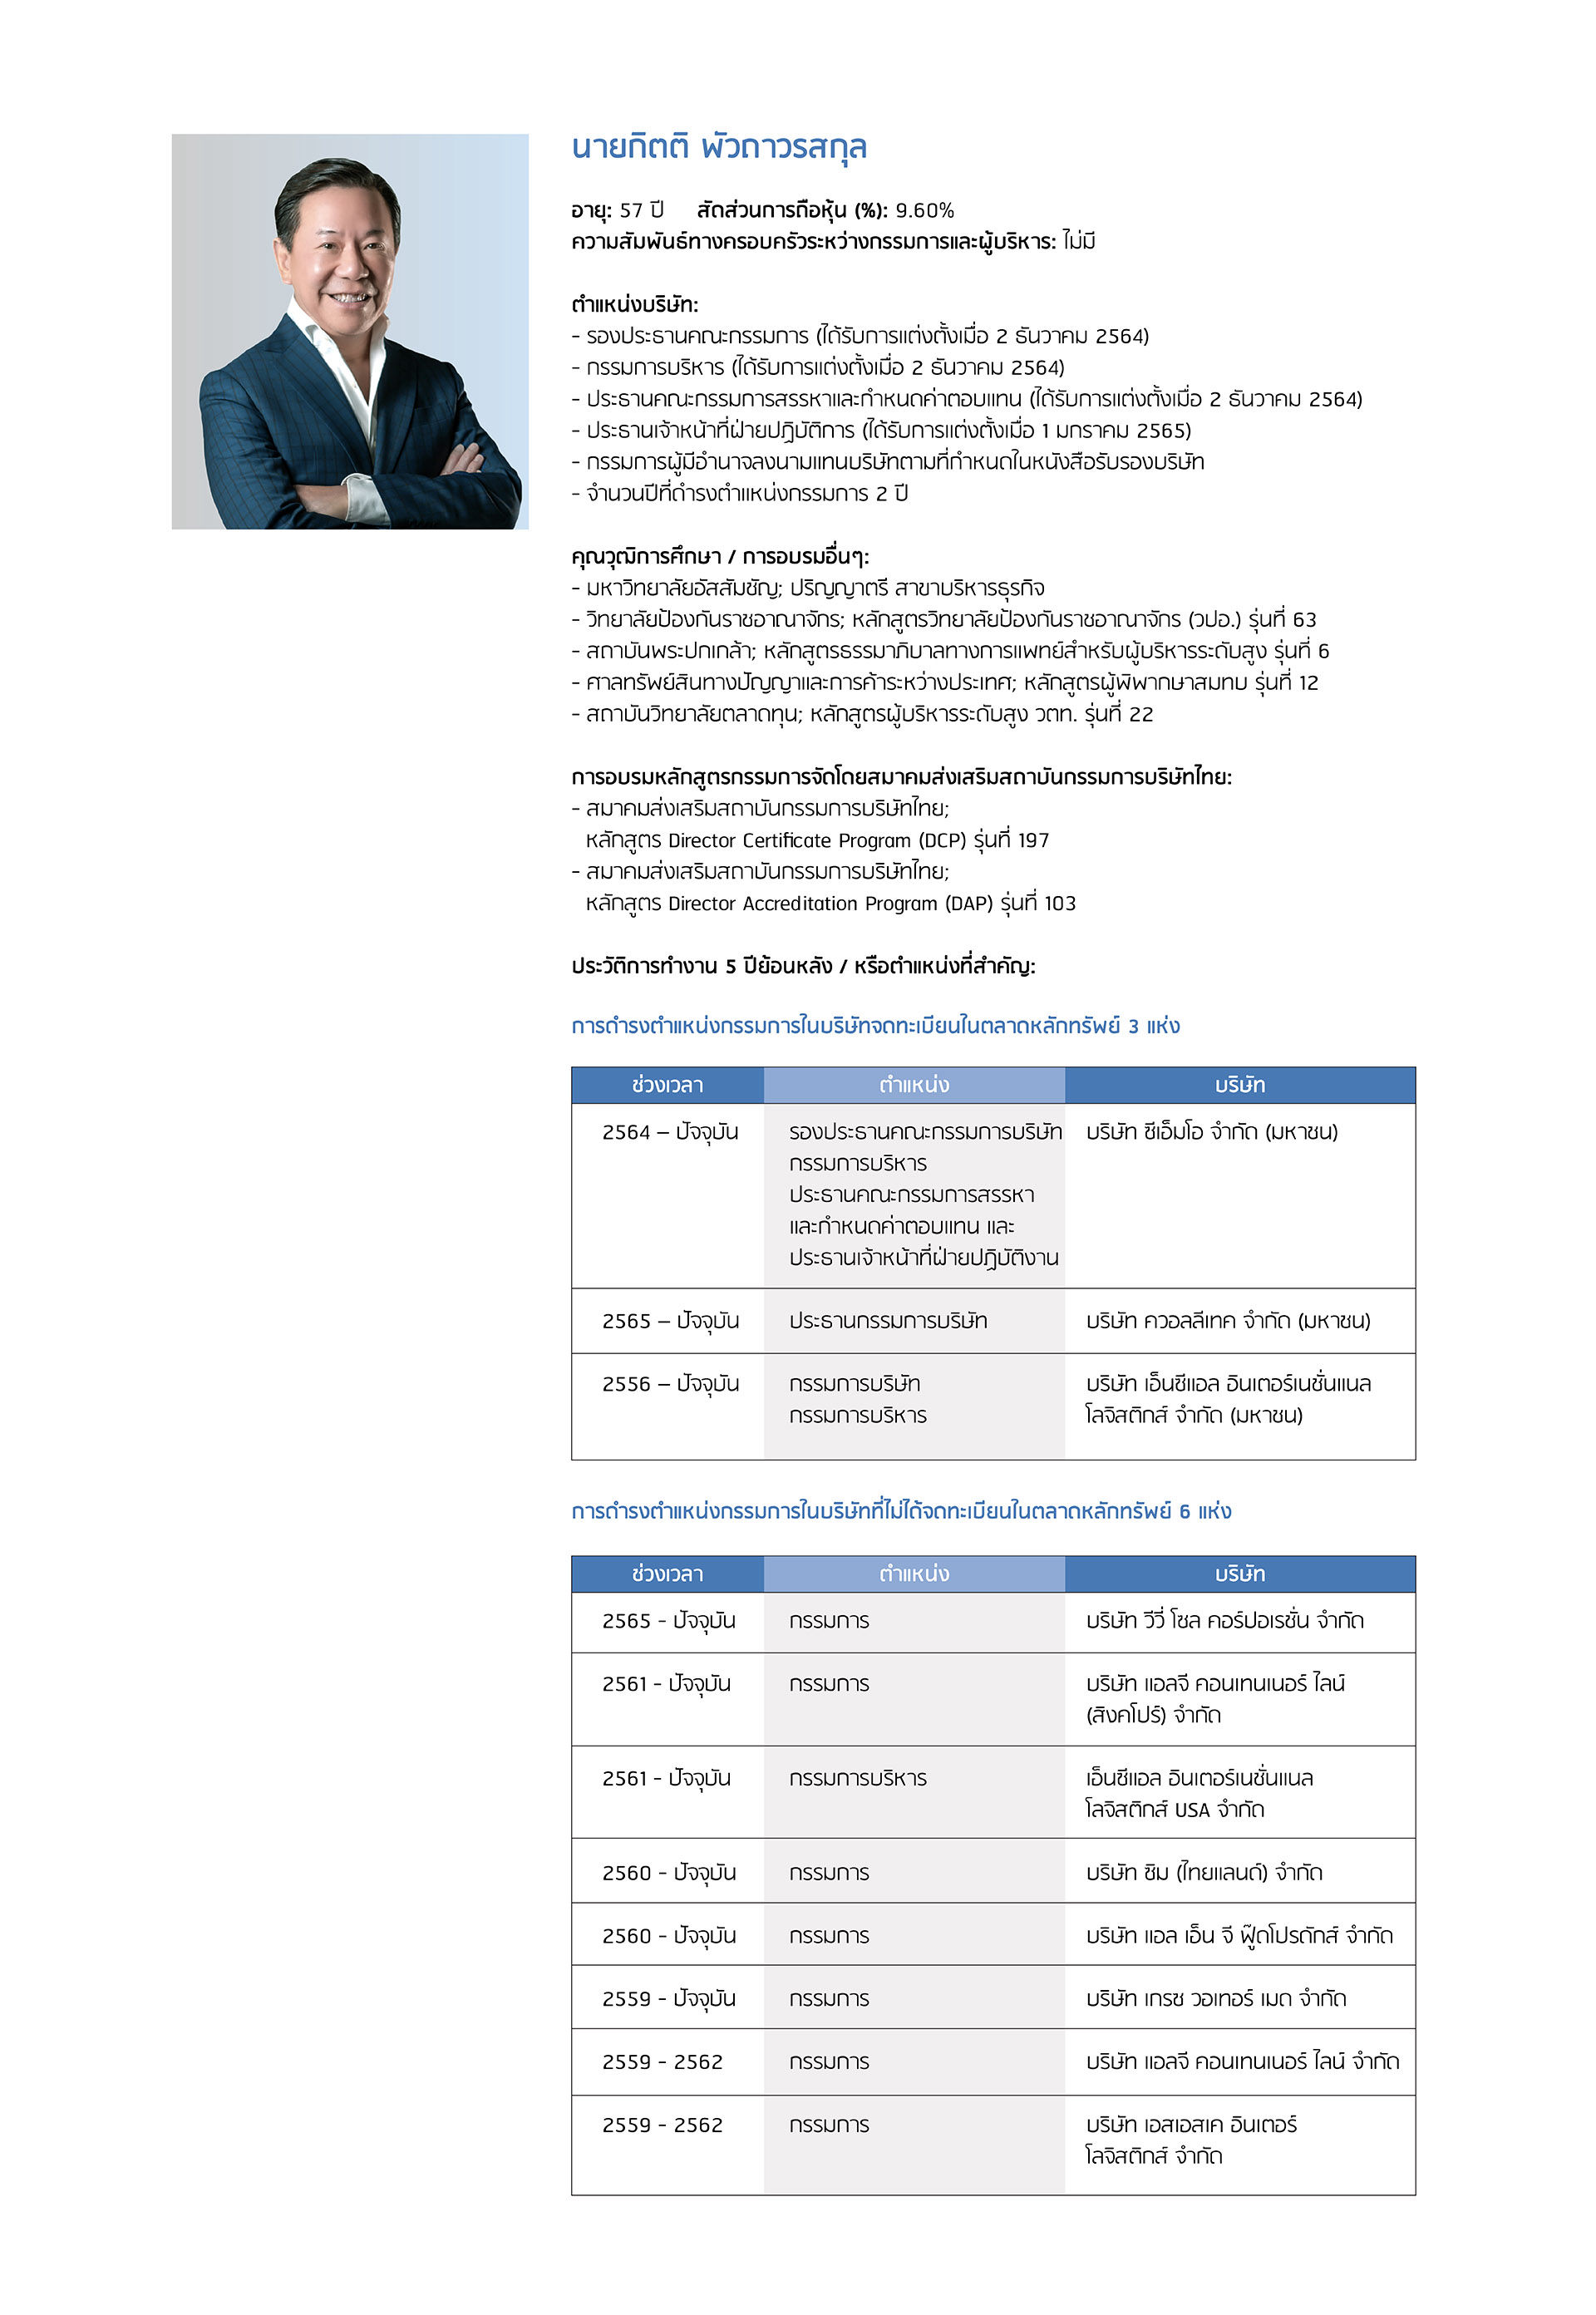 นายกิตติ พัวถาวรสกุล
อายุ: 57 ปี สัดส่วนการถือหุ้น (%): 9.60%
ความสัมพันธ์ทางครอบครัวระหว่างกรรมการและผู้บริหาร: ไม่มี
ตำแหน่งบริษัท:
- รองประธานคณะกรรมการ (ได้รับการแต่งตั้งเมื่อ 2 ธันวาคม 2564)
- กรรมการบริหาร (ได้รับการแต่งตั้งเมื่อ 2 ธันวาคม 2564)
- ประธานคณะกรรมการสรรหาและกำหนดค่าตอบแทน (ได้รับการแต่งตั้งเมื่อ 2 ธันวาคม 2564)
- ประธานเจ้าหน้าที่ฝ่ายปฏิบัติการ (ได้รับการแต่งตั้งเมื่อ 1 มกราคม 2565)
- กรรมการผู้มีอำนาจลงนามแทนบริษัทตามที่กำหนดในหนังสือรับรองบริษัท
- จำนวนปีที่ดำรงตำแหน่งกรรมการ 2 ปี
คุณวุฒิการศึกษา / การอบรมอื่นๆ:
- มหาวิทยาลัยอัสสัมชัญ; ปริญญาตรี สาขาบริหารธุรกิจ
- วิทยาลัยป้องกันราชอาณาจักร; หลักสูตรวิทยาลัยป้องกันราชอาณาจักร (วปอ.) รุ่นที่ 63
- สถาบันพระปกเกล้า; หลักสูตรธรรมาภิบาลทางการแพทย์สำหรับผู้บริหารระดับสูง รุ่นที่ 6
- ศาลทรัพย์สินทางปัญญาและการค้าระหว่างประเทศ; หลักสูตรผู้พิพากษาสมทบ รุ่นที่ 12
- สถาบันวิทยาลัยตลาดทุน; หลักสูตรผู้บริหารระดับสูง วตท. รุ่นที่ 22
การอบรมหลักสูตรกรรมการจัดโดยสมาคมส่งเสริมสถาบันกรรมการบริษัทไทย:
- สมาคมส่งเสริมสถาบันกรรมการบริษัทไทย;
หลักสูตร Director Certificate Program (DCP) รุ่นที่ 197
- สมาคมส่งเสริมสถาบันกรรมการบริษัทไทย;
หลักสูตร Director Accreditation Program (DAP) รุ่นที่ 103
ประวัติการทำงาน 5 ปีย้อนหลัง / หรือตำแหน่งที่สำคัญ:
การดำรงตำแหน่งกรรมการในบริษัทจดทะเบียนในตลาดหลักทรัพย์ 3 แห่ง
ช่วงเวลา ตำแหน่ง บริษัท
2564 – ปัจจุบัน รองประธานคณะกรรมการบริษัท บริษัท ซีเอ็มโอ จำกัด (มหาชน)
กรรมการบริหาร
ประธานคณะกรรมการสรรหา
และกำหนดค่าตอบแทน และ
ประธานเจ้าหน้าที่ฝ่ายปฏิบัติงาน
2565 – ปัจจุบัน ประธานกรรมการบริษัท บริษัท ควอลลีเทค จำกัด (มหาชน)
2556 – ปัจจุบัน กรรมการบริษัท บริษัท เอ็นซีแอล อินเตอร์เนชั่นแนล
กรรมการบริหาร โลจิสติกส์ จำกัด (มหาชน)
การดำรงตำแหน่งกรรมการในบริษัทที่ไม่ได้จดทะเบียนในตลาดหลักทรัพย์ 6 แห่ง
ช่วงเวลา ตำแหน่ง บริษัท
2565 - ปัจจุบัน กรรมการ บริษัท วีวี่ โซล คอร์ปอเรชั่น จำกัด
2561 - ปัจจุบัน กรรมการ บริษัท แอลจี คอนเทนเนอร์ ไลน์
(สิงคโปร์) จำกัด
2561 - ปัจจุบัน กรรมการบริหาร เอ็นซีแอล อินเตอร์เนชั่นแนล
โลจิสติกส์ USA จำกัด
2560 - ปัจจุบัน กรรมการ บริษัท ซิม (ไทยแลนด์) จำกัด
2560 - ปัจจุบัน กรรมการ บริษัท แอล เอ็น จี ฟู๊ดโปรดักส์ จำกัด
2559 - ปัจจุบัน กรรมการ บริษัท เกรซ วอเทอร์ เมด จำกัด
2559 - 2562 กรรมการ บริษัท แอลจี คอนเทนเนอร์ ไลน์ จำกัด
2559 - 2562 กรรมการ บริษัท เอสเอสเค อินเตอร์
โลจิสติกส์ จำกัด